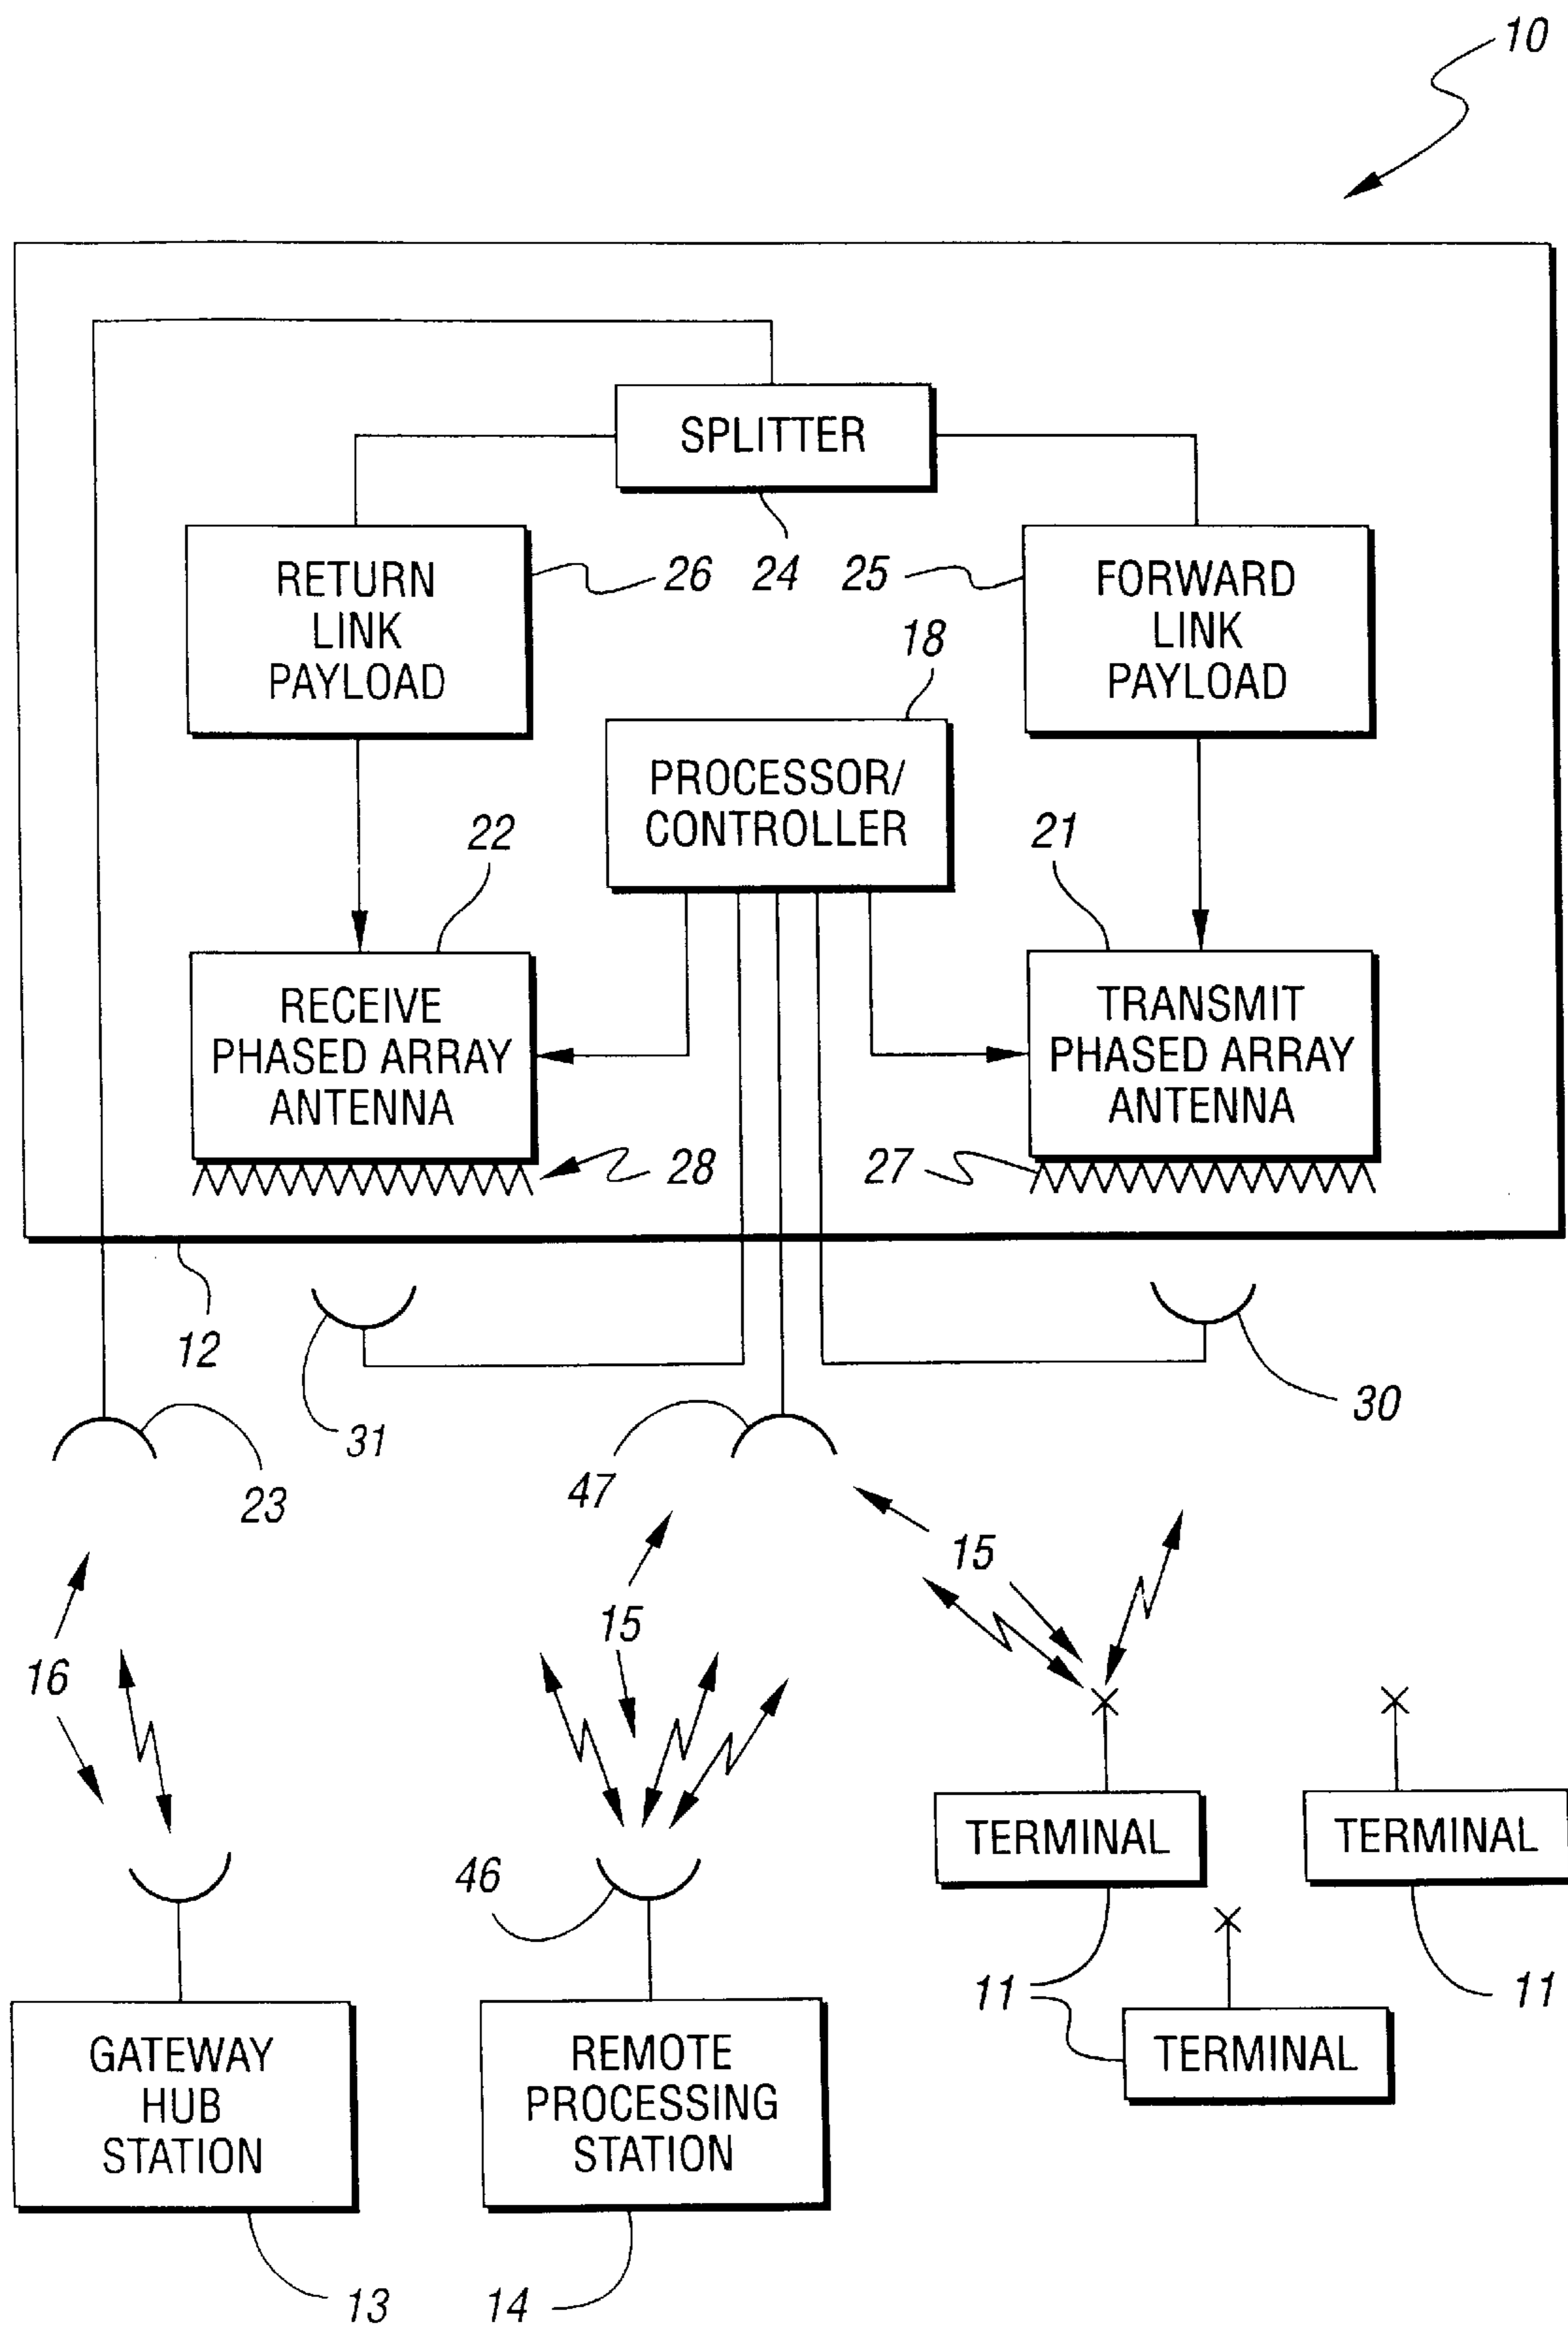 10
SPLITTER
RETURN
LINK
PAYLOAD
26
24
25
FORWARD
LINK
PAYLOAD
18
PROCESSOR/
CONTROLLER
22
21
RECEIVE
PHASED ARRAY
ANTENNA
TRANSMIT
PHASED ARRAY
ANTENNA
28
27
12
31
30
23
47
15
16
15
TERMINAL
TERMINAL
46
11
11
TERMINAL
GATEWAY
HUB
STATION
REMOTE
PROCESSING
STATION
13
14